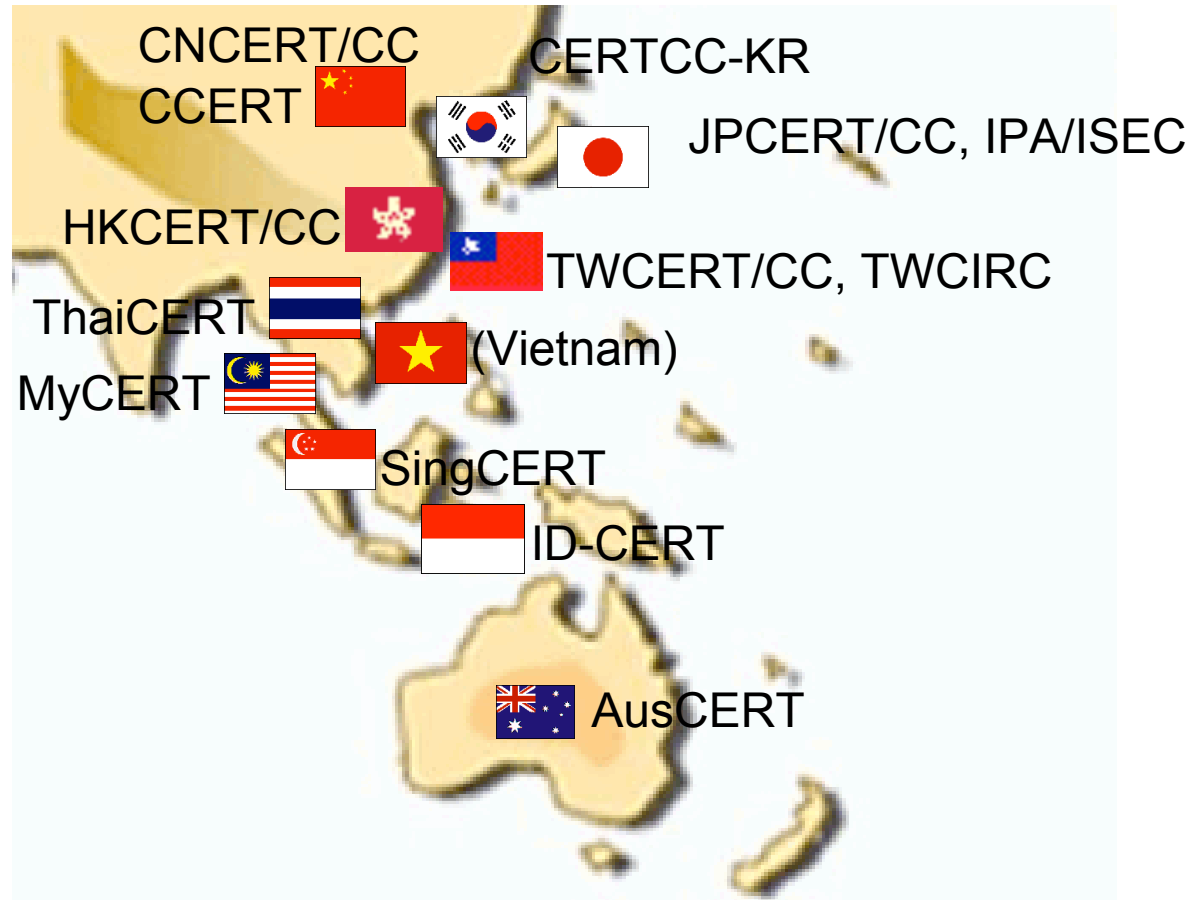 CNCERT/CC
CERTCC-KR
CCERT
JPCERT/CC, IPA/ISEC
HKCERT/CC
TWCERT/CC, TWCIRC
ThaiCERT
(Vietnam)
MyCERT
SingCERT
ID-CERT
AusCERT